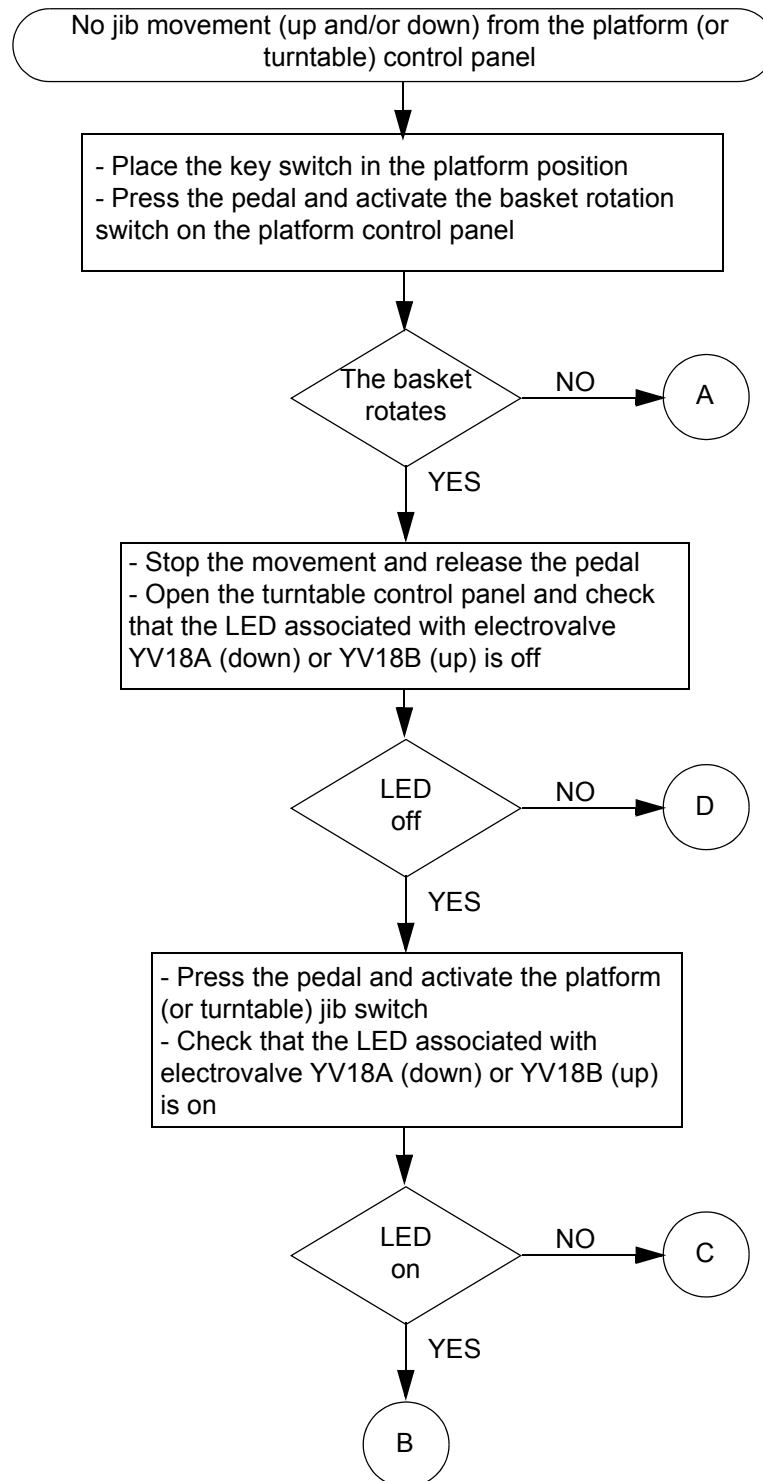 No jib movement (up and/or down) from the platform (or
turntable) control panel
- Place the key switch in the platform position
- Press the pedal and activate the basket rotation
switch on the platform control panel
The basket
rotates
NO
A
YES
- Stop the movement and release the pedal
- Open the turntable control panel and check
that the LED associated with electrovalve
YV18A (down) or YV18B (up) is off
LED
off
NO
D
YES
- Press the pedal and activate the platform
(or turntable) jib switch
- Check that the LED associated with
electrovalve YV18A (down) or YV18B (up)
is on
LED
on
NO
C
YES
B